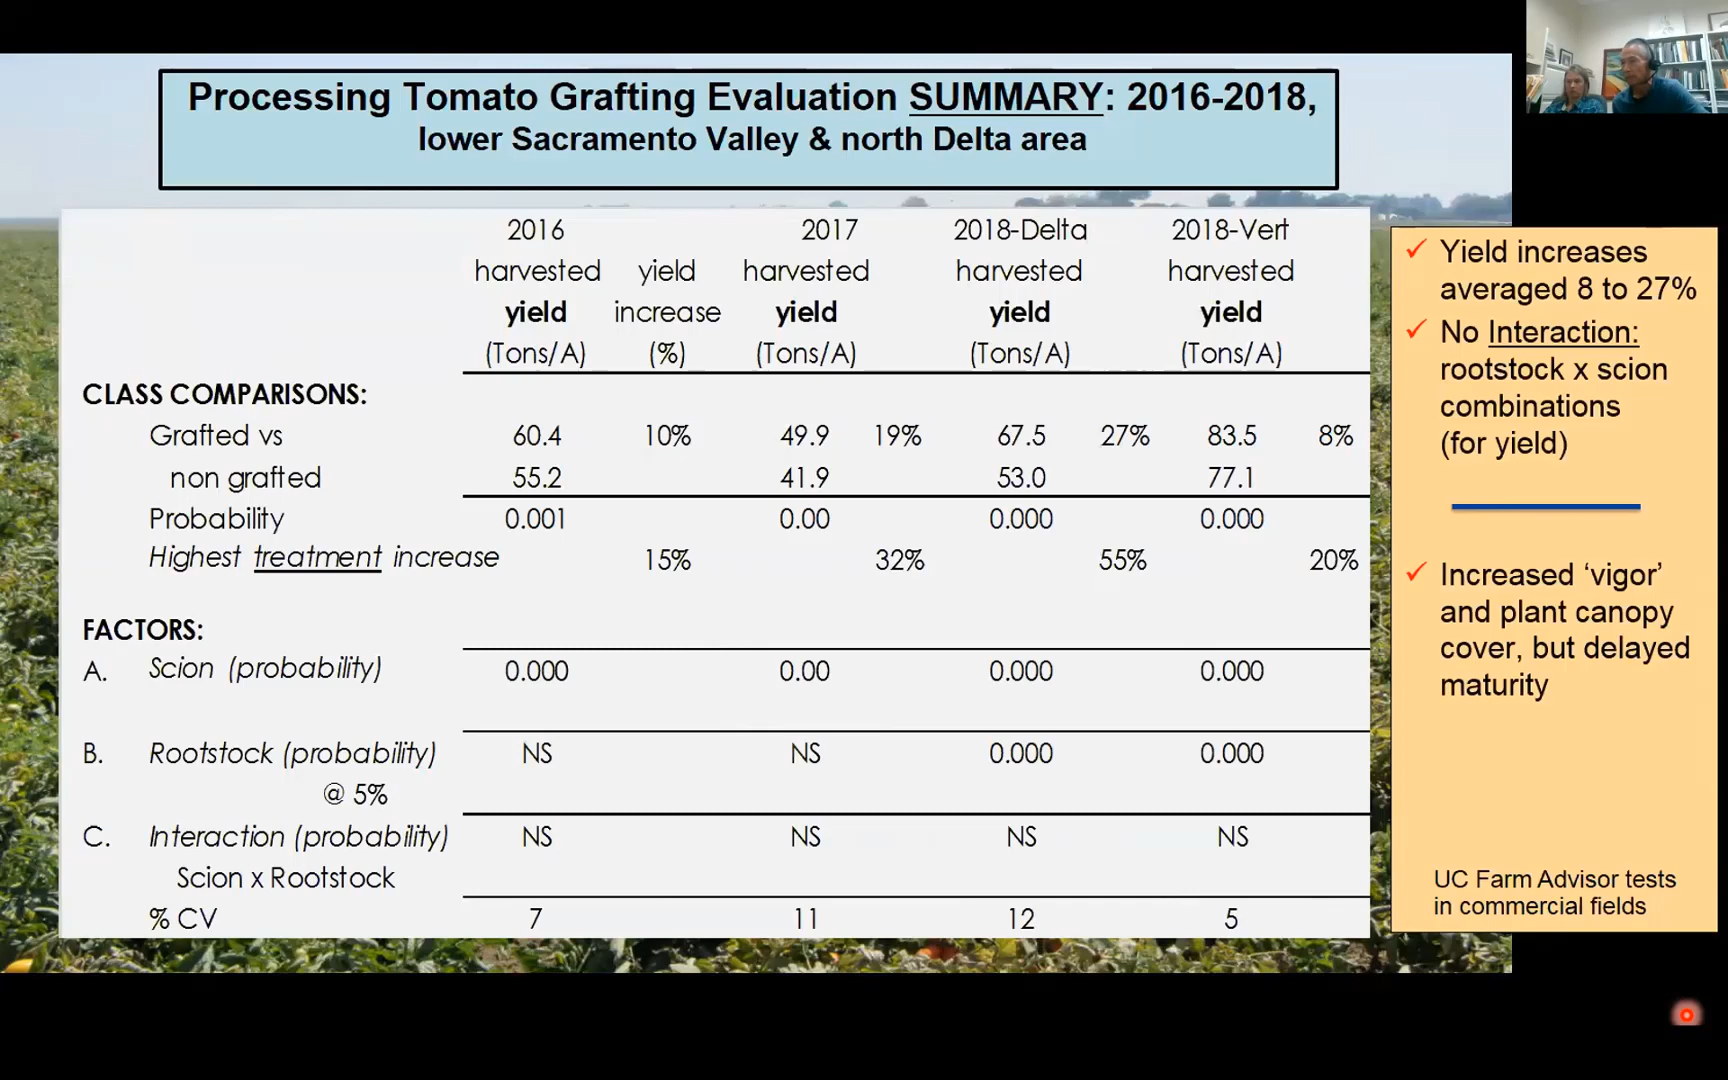 Processing Tomato Grafting Evaluation SUMMARY: 2016-2018,
lower Sacramento Valley & north Delta area
2016 2017 2018-Delta 2018-Vert
harvested yield harvested harvested harvested
yield increase yield yield yield
(Tons/A) (%) (Tons/A) (Tons/A) (Tons/A)
CLASS COMPARISONS:
Grafted vs 60.4 10% 49.9 19% 67.5 27% 83.5 8%
non grafted 55.2 41.9 53.0 77.1
Probability 0.001 0.00 0.000 0.000
Highest treatment increase 15% 32% 55% 20%
FACTORS:
A. Scion (probability) 0.000 0.00 0.000 0.000
B. Rootstock (probability) NS NS 0.000 0.000
@ 5%
C. Interaction (probability) NS NS NS NS
Scion x Rootstock
% CV 7 11 12 5
✓ Yield increases
averaged 8 to 27%
✓ No Interaction:
rootstock x scion
combinations
(for yield)
✓ Increased ‘vigor’
and plant canopy
cover, but delayed
maturity
UC Farm Advisor tests
in commercial fields